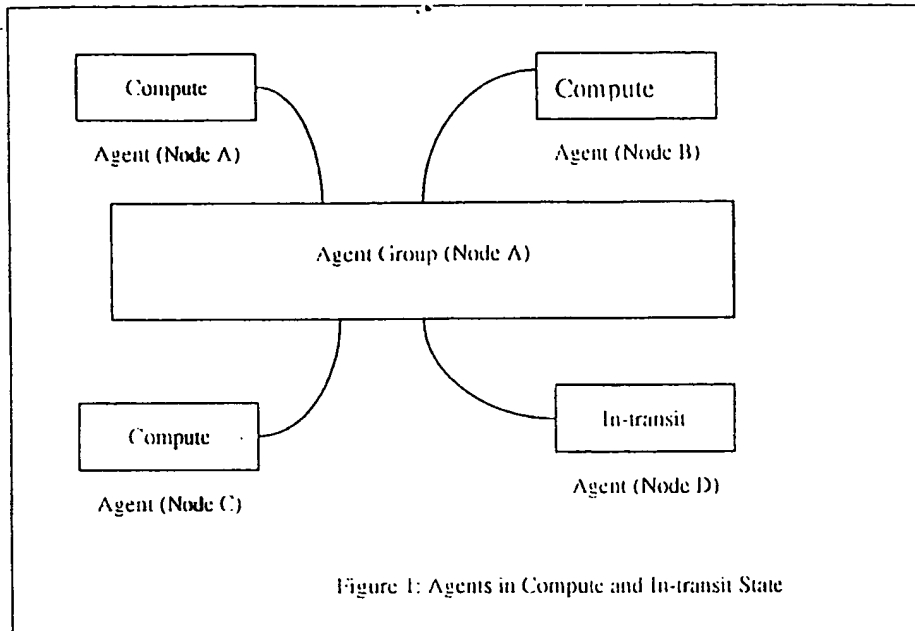 Compute
Compute
Agent (Node A)
Agent (Node B)
Agent Group (Node A)
Compute
In-transit
Agent (Node C)
Agent (Node D)
Figure 1: Agents in Compute and In-transit State